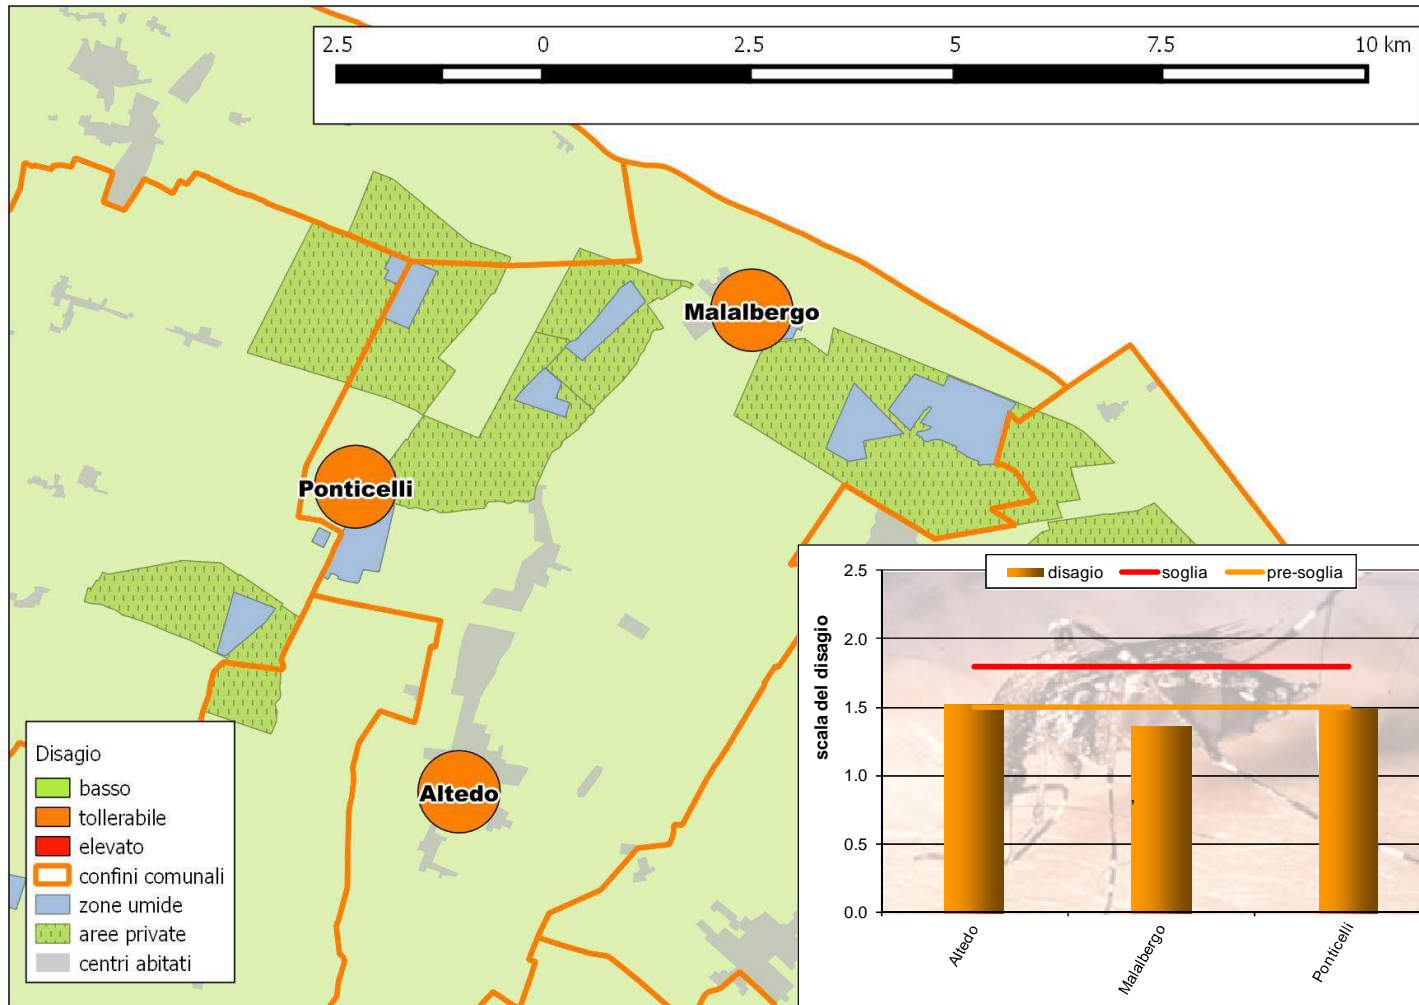 2.5 0 2.5 5 7.5 10 km
Malalbergo
Ponticelli
Altedo
Disagio
basso
tollerabile
elevato
confini comunali
zone umide
aree private
centri abitati
disagio soglia pre-soglia
scala del disagio
2.5
2.0
1.5
1.0
0.5
0.0
,
Altedo
Malalbergo
Ponticelli